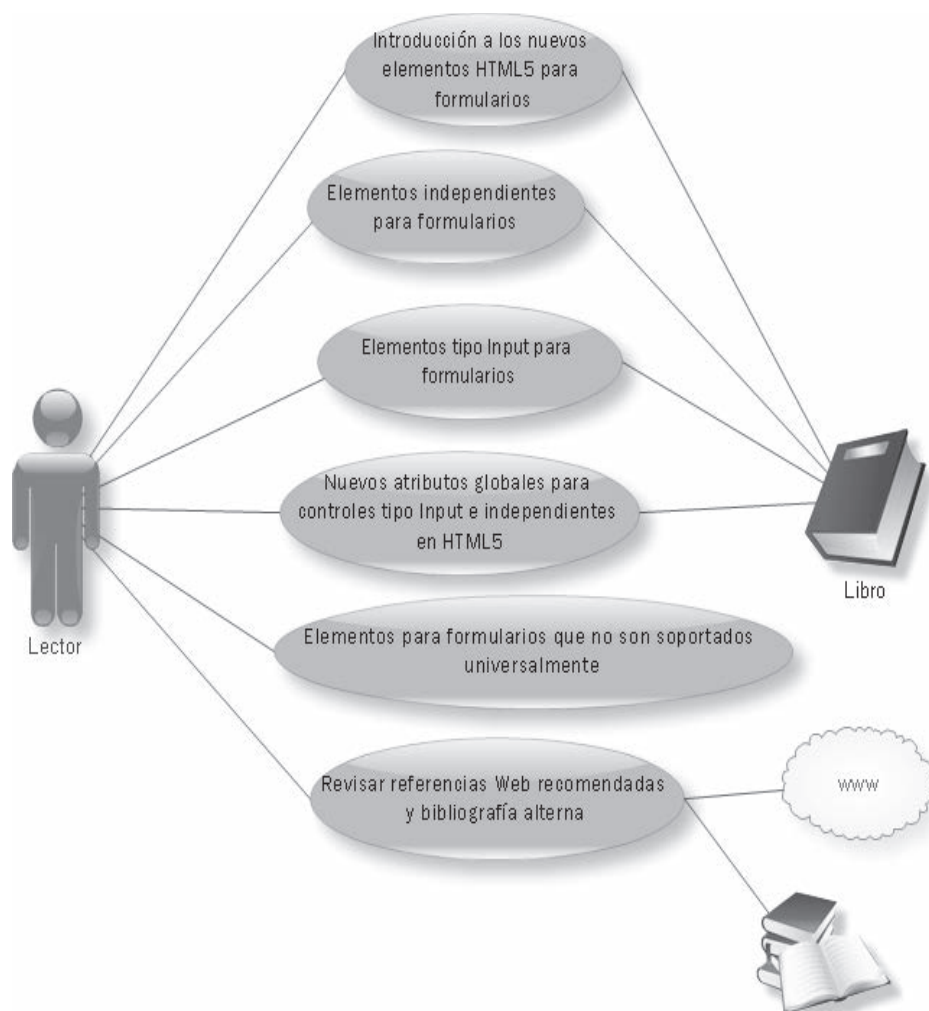 Introducción a los nuevos
elementos HTML5 para
formularios
Elementos independientes
para formularios
Elementos tipo Input para
formularios
Nuevos atributos globales para
controles tipo Input e independientes
en HTML5
Libro
Elementos para formularios que no son soportados
universalmente
Lector
Revisar referencias Web recomendadas
y bibliografía alterna
www